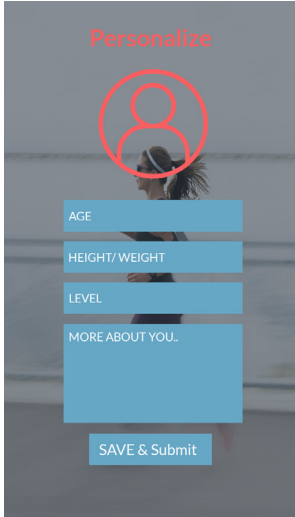 Personalize
AGE
HEIGHT/ WEIGHT
LEVEL
MORE ABOUT YOU..
SAVE & Submit